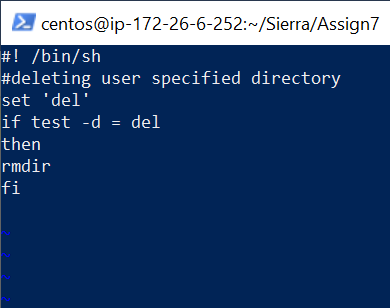 centos@ip-172-26-6-252:~/Sierra/Assign7
#! /bin/sh
#deleting user specified directory
set 'del'
if test -d = del
then
rmdir
fi
~
~
~
~